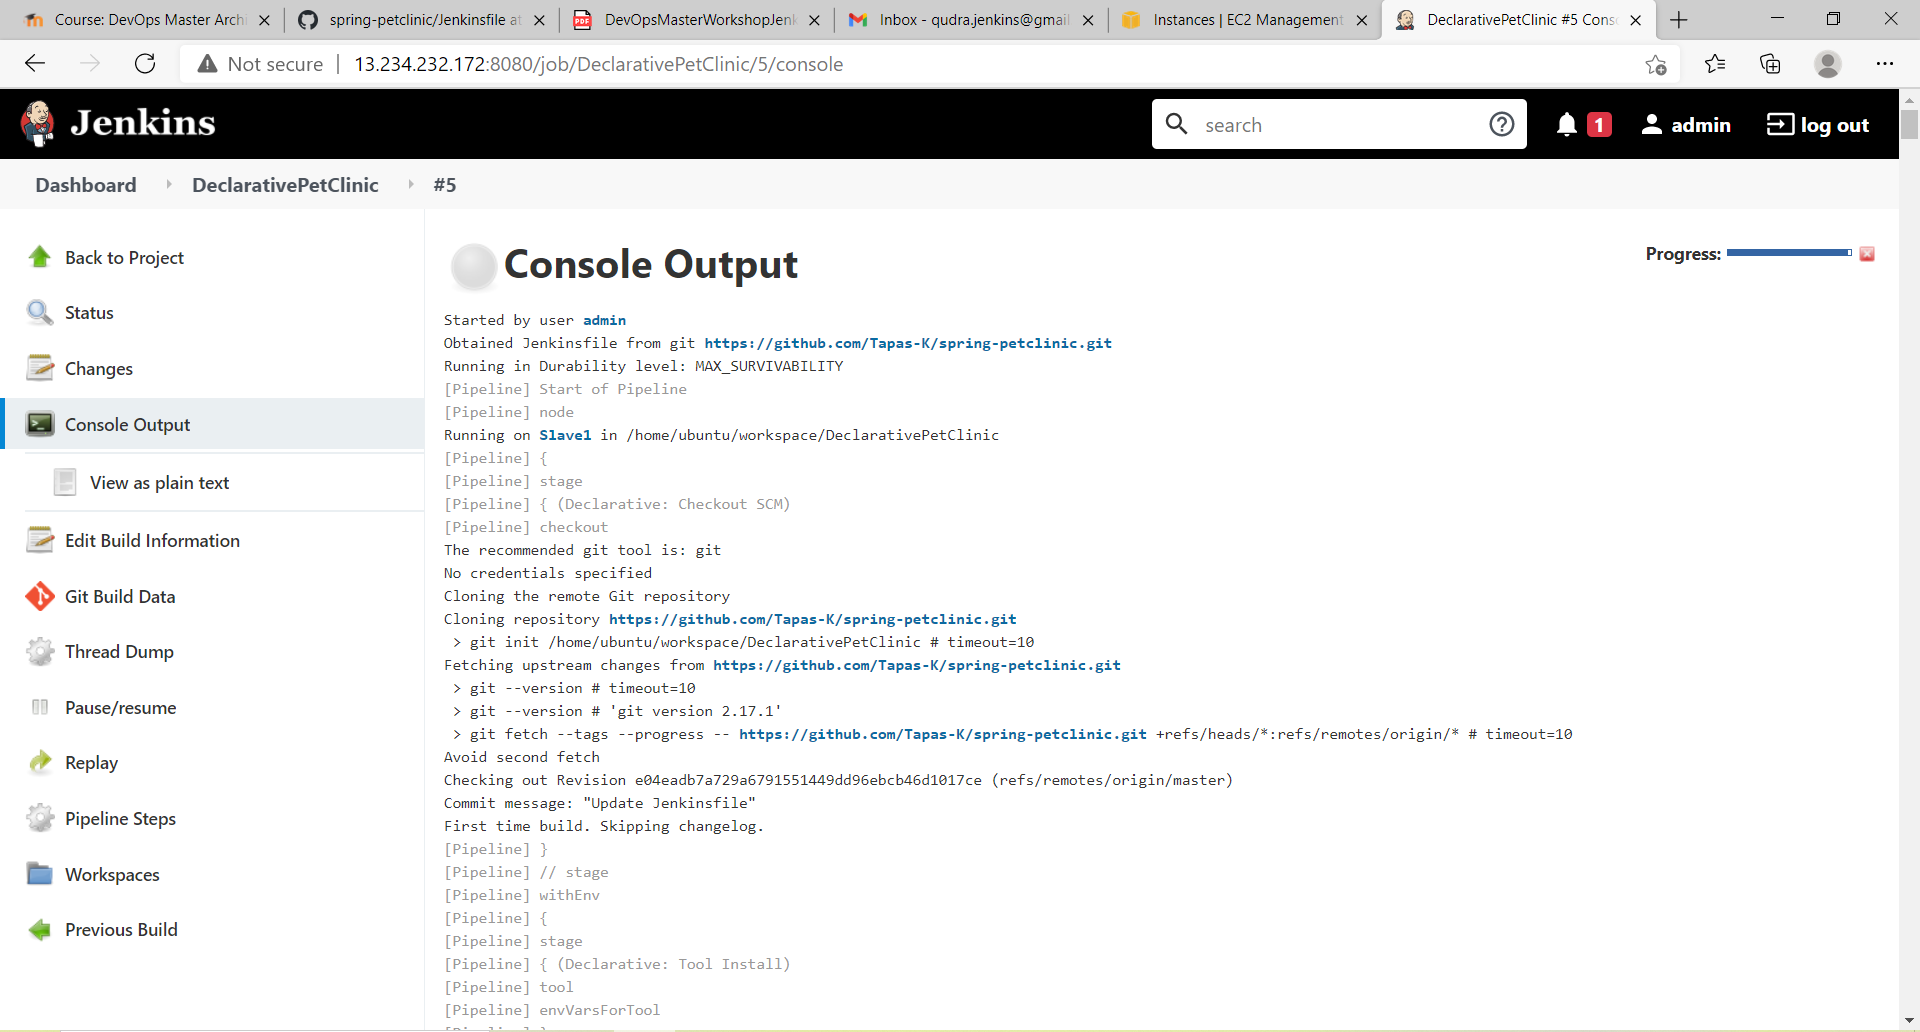 Course: DevOps Master Archi
spring-petclinic/Jenkinsfile at
PDF
DevOpsMasterWorkshopJenk
Inbox - qudra.jenkins@gmail
Instances | EC2 Management
DeclarativePetClinic #5 Conso
Not secure | 13.234.232.172:8080/job/DeclarativePetClinic/5/console
Jenkins
search
1
admin
log out
Dashboard
DeclarativePetClinic
#5
Back to Project
Status
Changes
Console Output
View as plain text
Edit Build Information
Git Build Data
Thread Dump
Pause/resume
Replay
Pipeline Steps
Workspaces
Previous Build
Console Output
Progress:
Started by user admin
Obtained Jenkinsfile from git https://github.com/Tapas-K/spring-petclinic.git
Running in Durability level: MAX_SURVIVABILITY
[Pipeline] Start of Pipeline
[Pipeline] node
Running on Slave1 in /home/ubuntu/workspace/DeclarativePetClinic
[Pipeline] {
[Pipeline] stage
[Pipeline] { (Declarative: Checkout SCM)
[Pipeline] checkout
The recommended git tool is: git
No credentials specified
Cloning the remote Git repository
Cloning repository https://github.com/Tapas-K/spring-petclinic.git
> git init /home/ubuntu/workspace/DeclarativePetClinic # timeout=10
Fetching upstream changes from https://github.com/Tapas-K/spring-petclinic.git
> git --version # timeout=10
> git --version # 'git version 2.17.1'
> git fetch --tags --progress -- https://github.com/Tapas-K/spring-petclinic.git +refs/heads/*:refs/remotes/origin/* # timeout=10
Avoid second fetch
Checking out Revision e04eadb7a729a6791551449dd96ebcb46d1017ce (refs/remotes/origin/master)
Commit message: "Update Jenkinsfile"
First time build. Skipping changelog.
[Pipeline] }
[Pipeline] // stage
[Pipeline] withEnv
[Pipeline] {
[Pipeline] stage
[Pipeline] { (Declarative: Tool Install)
[Pipeline] tool
[Pipeline] envVarsForTool